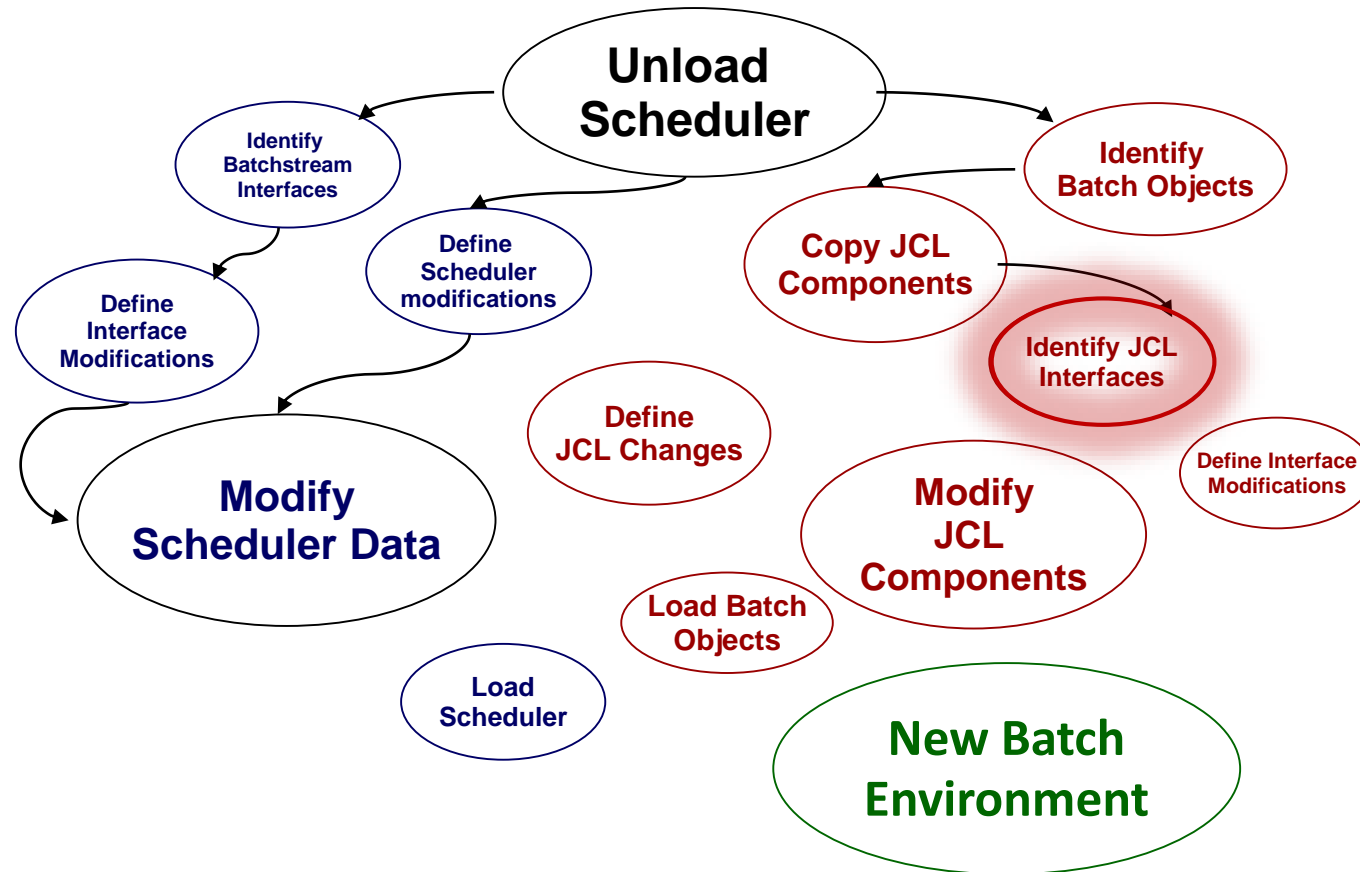 Unload
Scheduler
Identify
Batchstream
Interfaces
Identify
Batch Objects
Define
Scheduler
modifications
Copy JCL
Components
Define
Interface
Modifications
Identify JCL
Interfaces
Define
JCL Changes
Define Interface
Modifications
Modify
Scheduler Data
Modify
JCL
Components
Load Batch
Objects
Load
Scheduler
New Batch
Environment